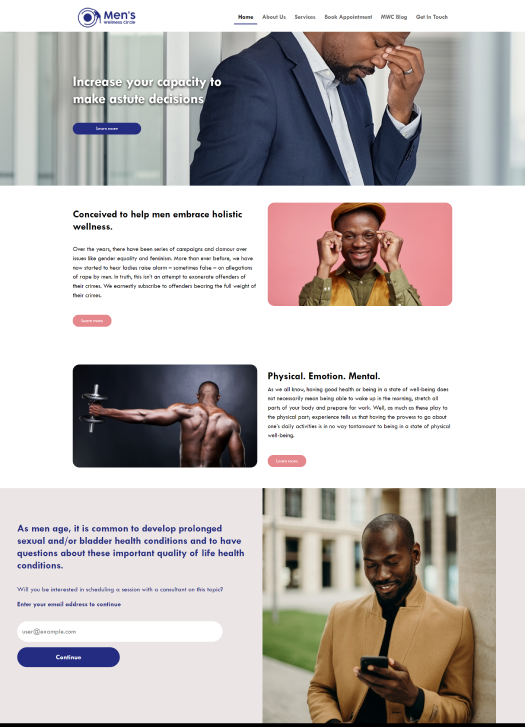 Men's
wellness circle
Home About Us Services Book Appointment MWC Blog Get In Touch
Increase your capacity to
make astute decisions
Learn more
Conceived to help men embrace holistic
wellness.
Over the years, there have been series of campaigns and clamour over
issues like gender equality and feminism. More than ever before, we have
now started to hear ladies raise alarm – sometimes false – on allegations
of rape by men. In truth, this isn't an attempt to exonerate offenders of
their crimes. We earnestly subscribe to offenders bearing the full weight of
their crimes.
Learn more
Physical. Emotion. Mental.
As we all know, having good health or being in a state of well-being does
not necessarily mean being able to wake up in the morning, stretch all
parts of your body and prepare for work. Well, as much as these play to
the physical part; experience tells us that having the prowess to go about
one's daily activities is in no way tantamount to being in a state of physical
well-being.
Learn more
As men age, it is common to develop prolonged
sexual and/or bladder health conditions and to have
questions about these important quality of life health
conditions.
Will you be interested in scheduling a session with a consultant on this topic?
Enter your email address to continue
user@example.com
Continue